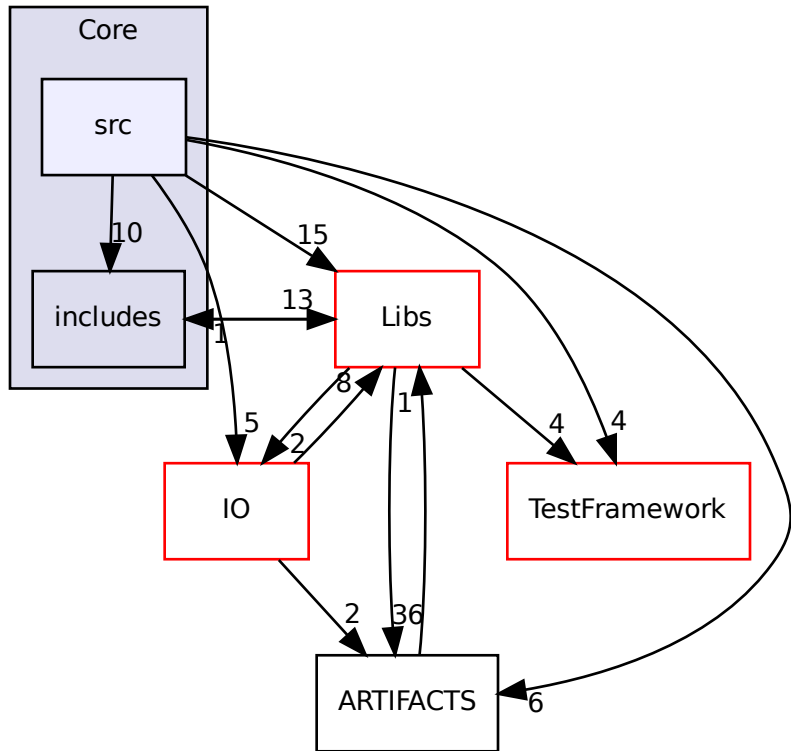 Core
src
10
15
includes
13
1
Libs
8
1
5
2
4
4
IO
TestFramework
2
36
ARTIFACTS
6